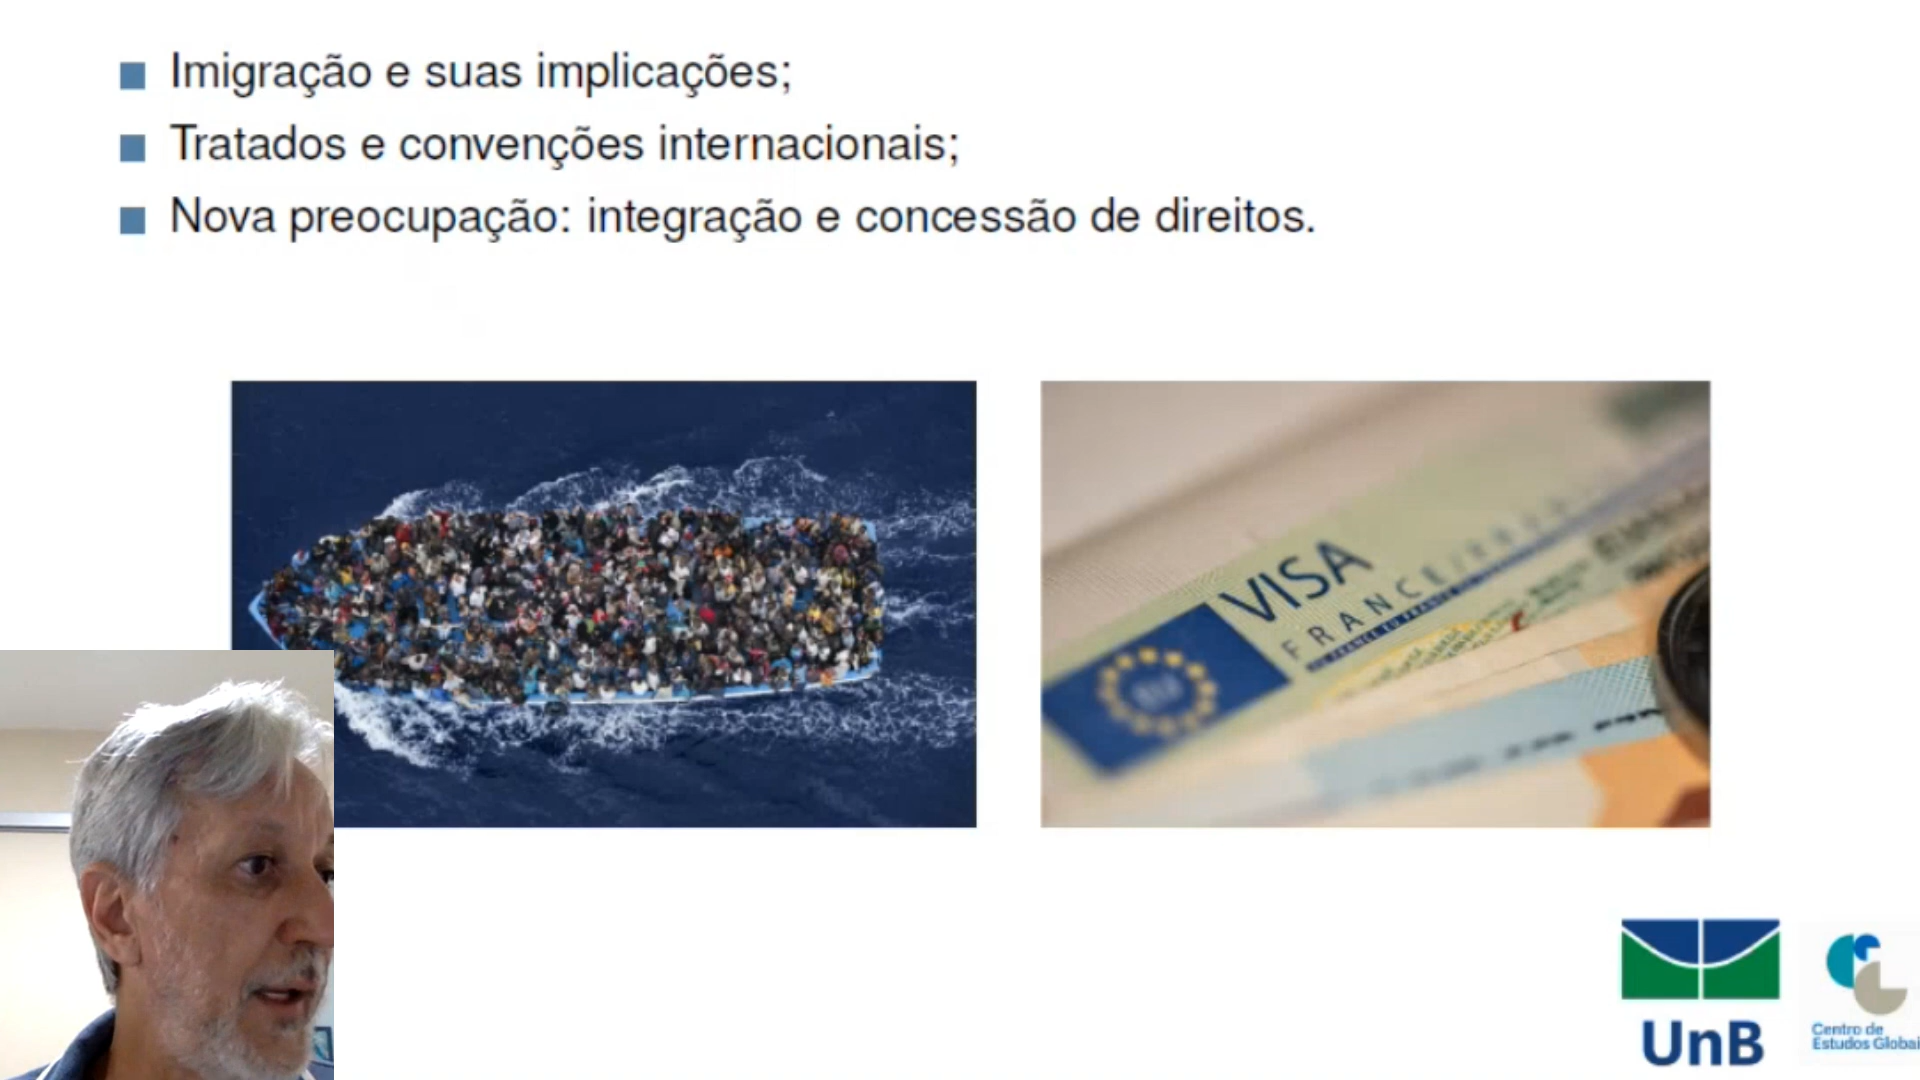 Imigração e suas implicações;
Tratados e convenções internacionais;
Nova preocupação: integração e concessão de direitos.
VISA
FRANCE
UnB
Centro de
Estudos Globai